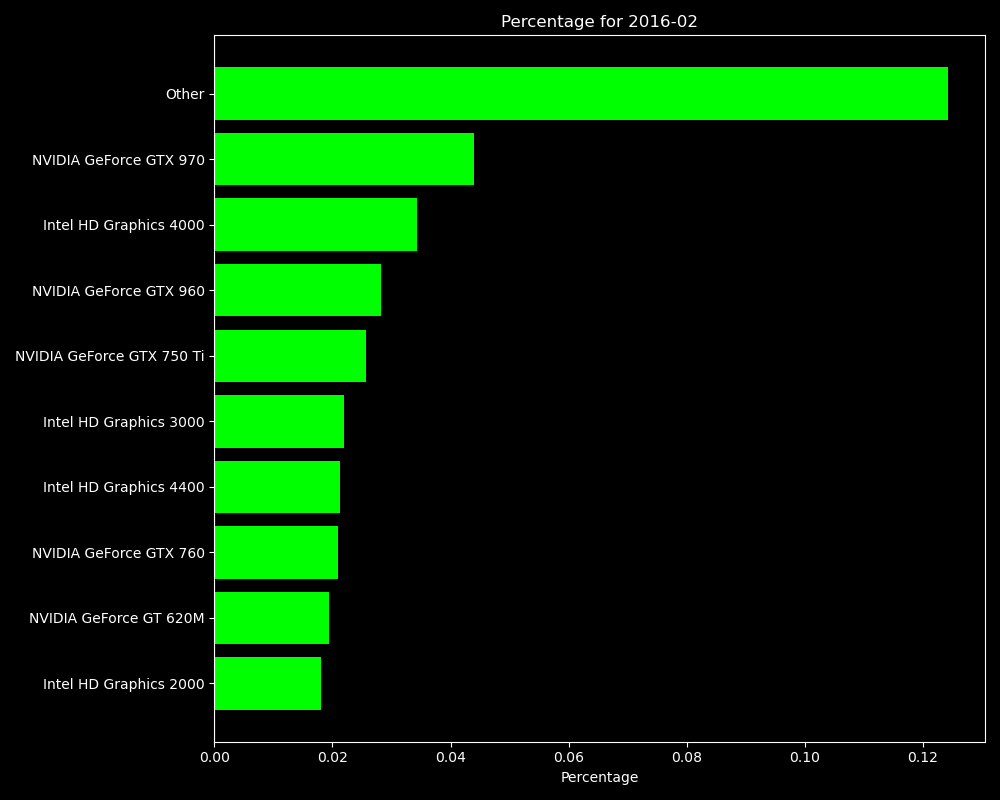 Percentage for 2016-02
Other
NVIDIA GeForce GTX 970
Intel HD Graphics 4000
NVIDIA GeForce GTX 960
NVIDIA GeForce GTX 750 Ti
Intel HD Graphics 3000
Intel HD Graphics 4400
NVIDIA GeForce GTX 760
NVIDIA GeForce GT 620M
Intel HD Graphics 2000
0.00 0.02 0.04 0.06 0.08 0.10 0.12
Percentage